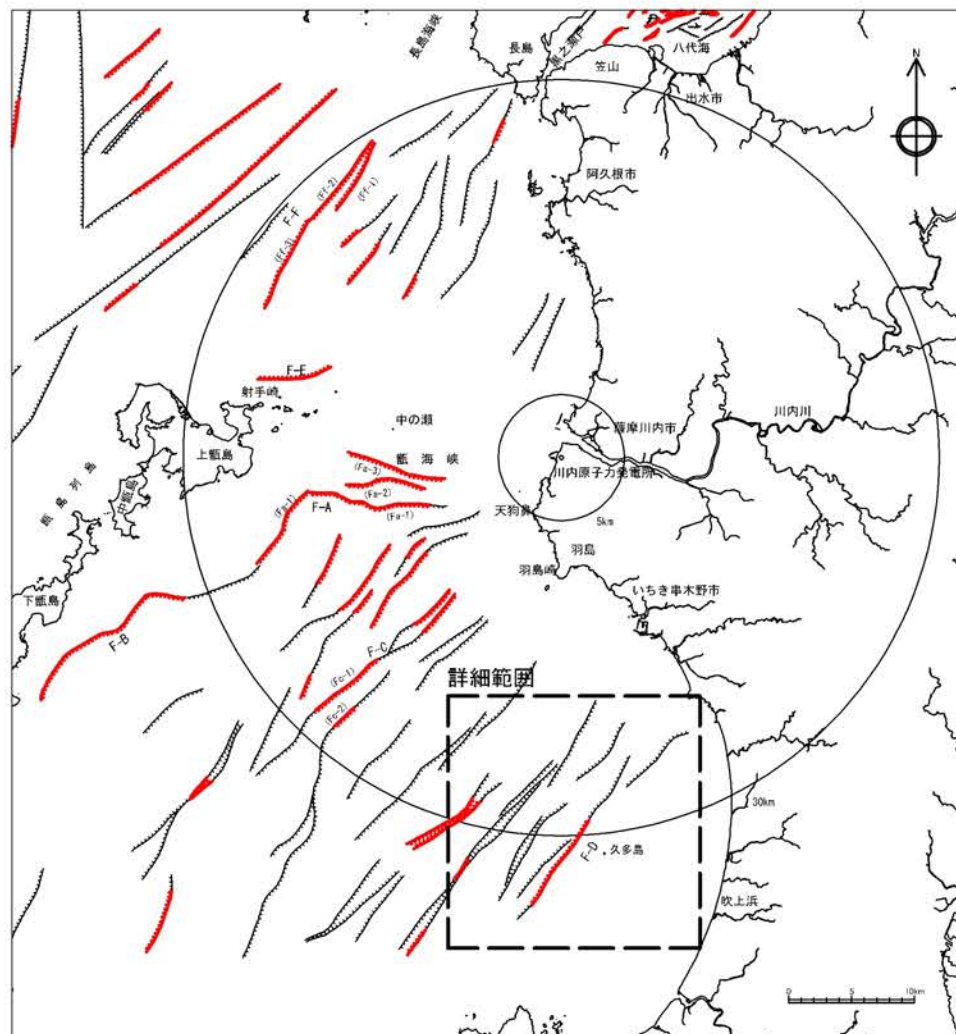 長島海峡
長島
黒之瀬戸
八代海
笠山
出水市
N
阿久根市
(Ff-2)
(Ff-1)
F-F
(Ff-3)
F-E
射手崎
中の瀬
甑海峡
上甑島
中甑島
甑島列島
下甑島
薩摩川内市
川内川
川内原子力発電所
5km
天狗鼻
羽島
羽島崎
いちき串木野市
(Fa-3)
(Fa-2)
(Fa-1)
F-A
(Fa-1)
F-B
F-C
(Fc-1)
(Fc-2)
詳細範囲
30km
F-D
久多島
吹上浜
0
5
10km